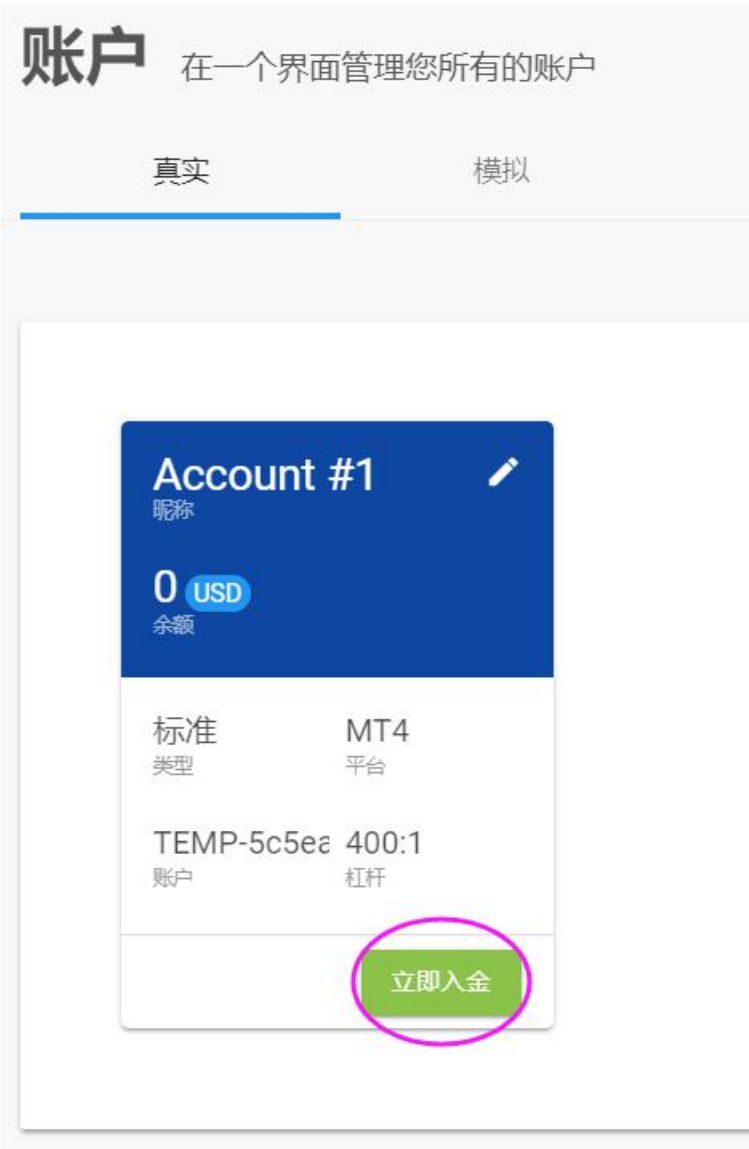 账户 在一个界面管理您所有的账户
真实 模拟
Account #1
昵称
0 USD
余额
标准 MT4
类型 平台
TEMP-5c5ea 400:1
账户 杠杆
立即入金